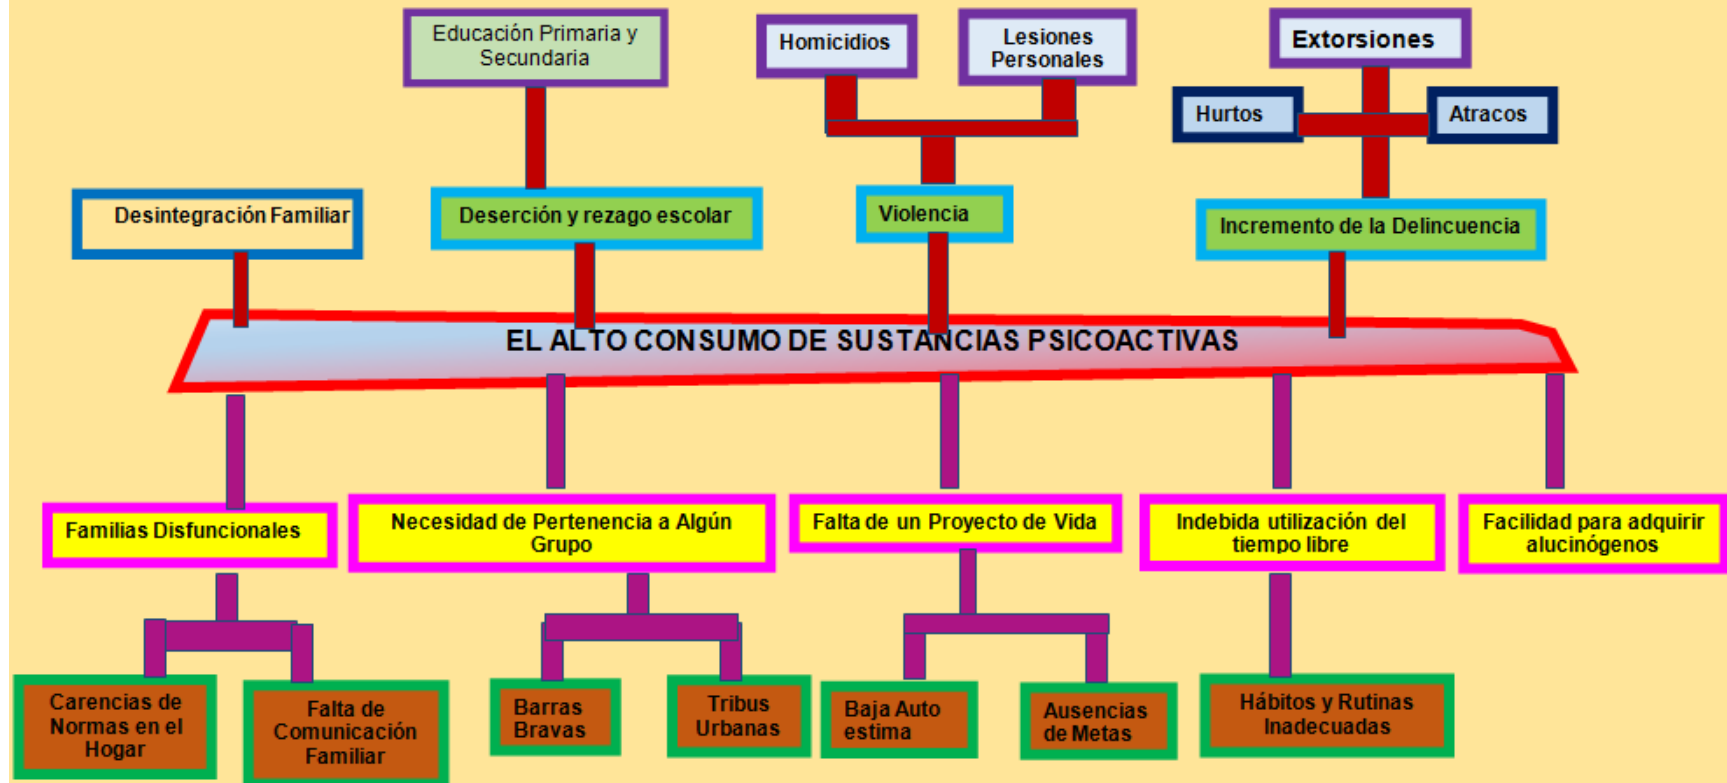 Educación Primaria y
Secundaria
Homicidios
Lesiones
Personales
Extorsiones
Hurtos
Atracos
Desintegración Familiar
Deserción y rezago escolar
Violencia
Incremento de la Delincuencia
EL ALTO CONSUMO DE SUSTANCIAS PSICOACTIVAS
Familias Disfuncionales
Necesidad de Pertenencia a Algún
Grupo
Falta de un Proyecto de Vida
Indebida utilización del
tiempo libre
Facilidad para adquirir
alucinógenos
Carencias de
Normas en el
Hogar
Falta de
Comunicación
Familiar
Barras
Bravas
Tribus
Urbanas
Baja Auto
estima
Ausencias
de Metas
Hábitos y Rutinas
Inadecuadas